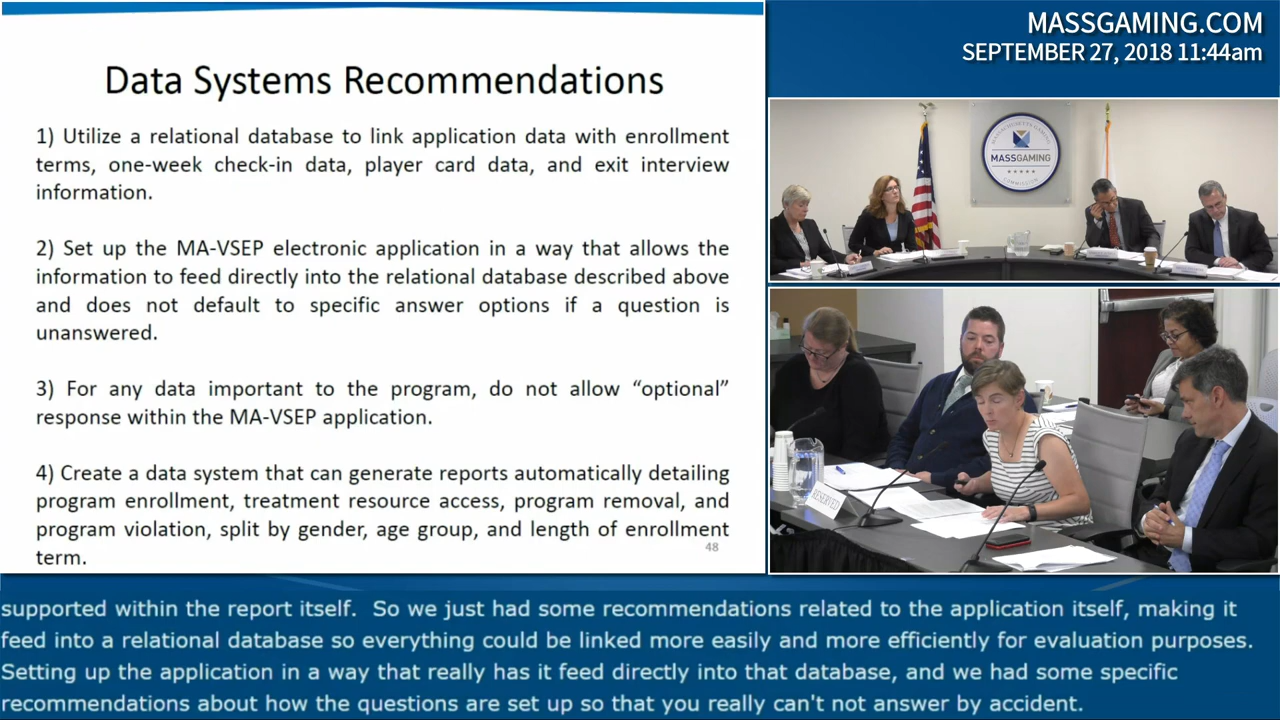 MASSGAMING.COM
SEPTEMBER 27, 2018 11:44am
Data Systems Recommendations
1) Utilize a relational database to link application data with enrollment
terms, one-week check-in data, player card data, and exit interview
information.
2) Set up the MA-VSEP electronic application in a way that allows the
information to feed directly into the relational database described above
and does not default to specific answer options if a question is
unanswered.
3) For any data important to the program, do not allow “optional”
response within the MA-VSEP application.
4) Create a data system that can generate reports automatically detailing
program enrollment, treatment resource access, program removal, and
program violation, split by gender, age group, and length of enrollment
term.
48
MASSGAMING
RESERVED
supported within the report itself.  So we just had some recommendations related to the application itself, making it
feed into a relational database so everything could be linked more easily and more efficiently for evaluation purposes.
Setting up the application in a way that really has it feed directly into that database, and we had some specific
recommendations about how the questions are set up so that you really can't not answer by accident.